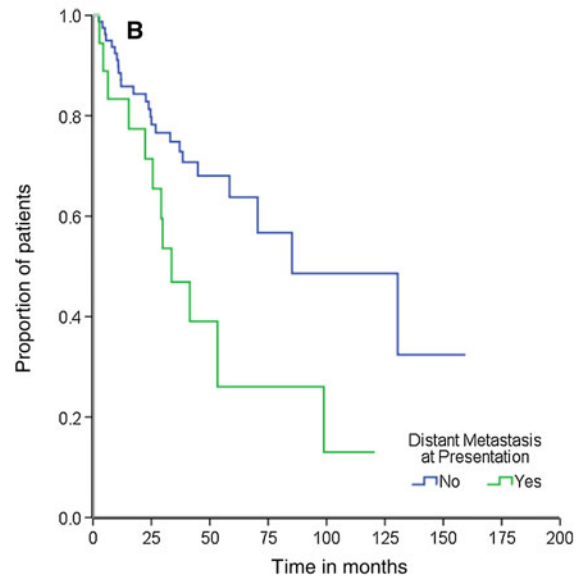 B
1.0
0.8
0.6
0.4
0.2
0.0
Proportion of patients
0 25 50 75 100 125 150 175 200
Time in months
Distant Metastasis
at Presentation
No Yes